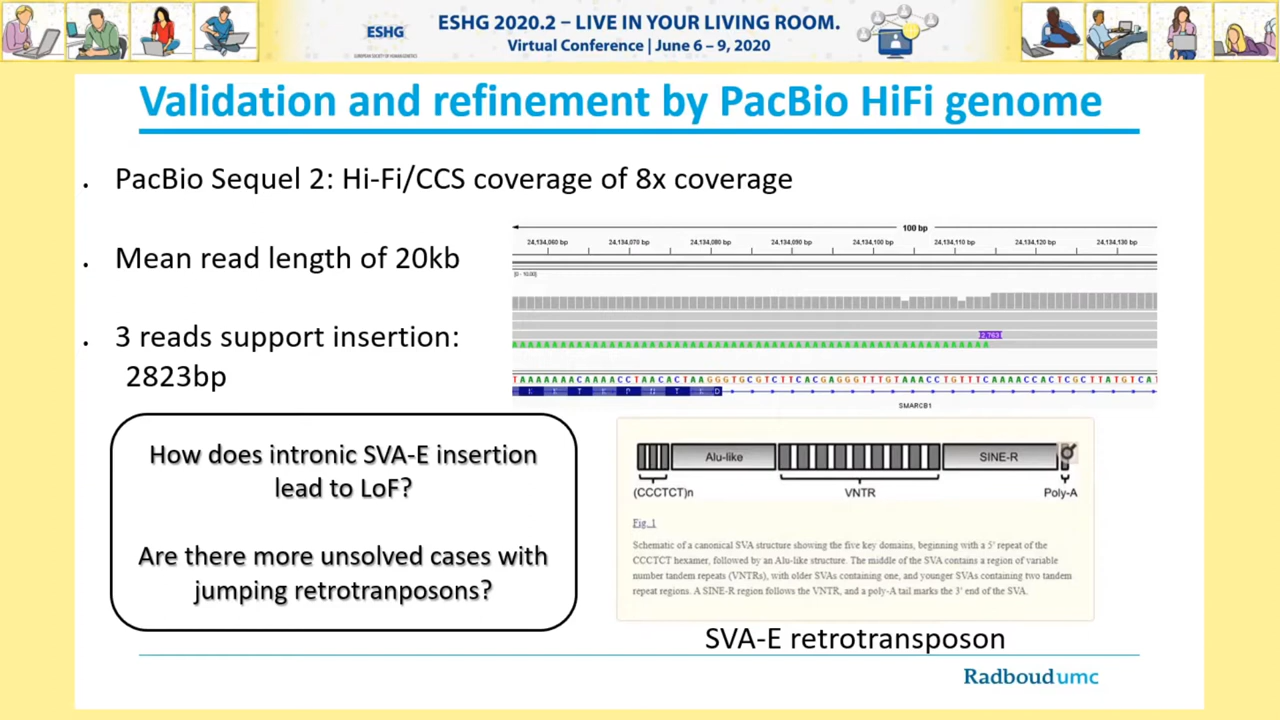 ESHG
ESHG 2020.2 – LIVE IN YOUR LIVING ROOM.
Virtual Conference | June 6 – 9, 2020
Validation and refinement by PacBio HiFi genome
PacBio Sequel 2: Hi-Fi/CCS coverage of 8x coverage
Mean read length of 20kb
3 reads support insertion:
2823bp
100 bp
24,134,060 bp 24,134,070 bp 24,134,080 bp 24,134,090 bp 24,134,100 bp 24,134,110 bp 24,134,120 bp 24,134,130 bp
[0 - 10.00]
2,763
TAAAAAAACAAAACCTAACACTAAGGGTGCGTCTTCACGAGGGTTTGTAAACCTGTTTCAAAACCACTCGCTTATGTCA
SMARCB1
How does intronic SVA-E insertion
lead to LoF?
Are there more unsolved cases with
jumping retrotranposons?
Alu-like SINE-R
(CCCTCT)n VNTR Poly-A
Fig. 1
Schematic of a canonical SVA structure showing the five key domains, beginning with a 5' repeat of the
CCCTCT hexamer, followed by an Alu-like structure. The middle of the SVA contains a region of variable
number tandem repeats (VNTRs), with older SVAs containing one, and younger SVAs containing two tandem
repeat regions. A SINE-R region follows the VNTR, and a poly-A tail marks the 3' end of the SVA.
SVA-E retrotransposon
Radboudumc